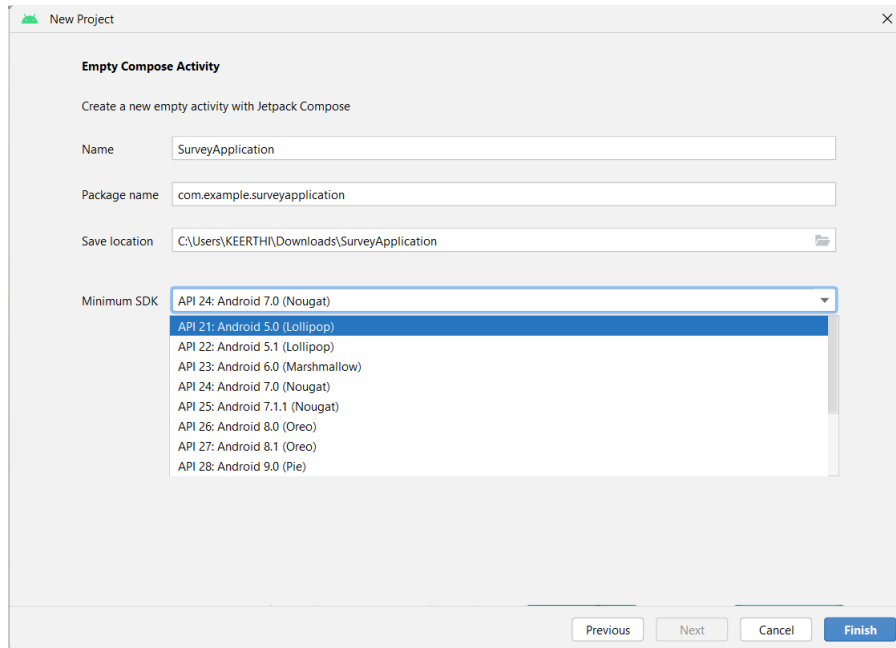 New Project
Empty Compose Activity
Create a new empty activity with Jetpack Compose
Name SurveyApplication
Package name com.example.surveyapplication
Save location C:\Users\KEERTHI\Downloads\SurveyApplication
Minimum SDK API 24: Android 7.0 (Nougat)
API 21: Android 5.0 (Lollipop)
API 22: Android 5.1 (Lollipop)
API 23: Android 6.0 (Marshmallow)
API 24: Android 7.0 (Nougat)
API 25: Android 7.1.1 (Nougat)
API 26: Android 8.0 (Oreo)
API 27: Android 8.1 (Oreo)
API 28: Android 9.0 (Pie)
Previous Next Cancel Finish